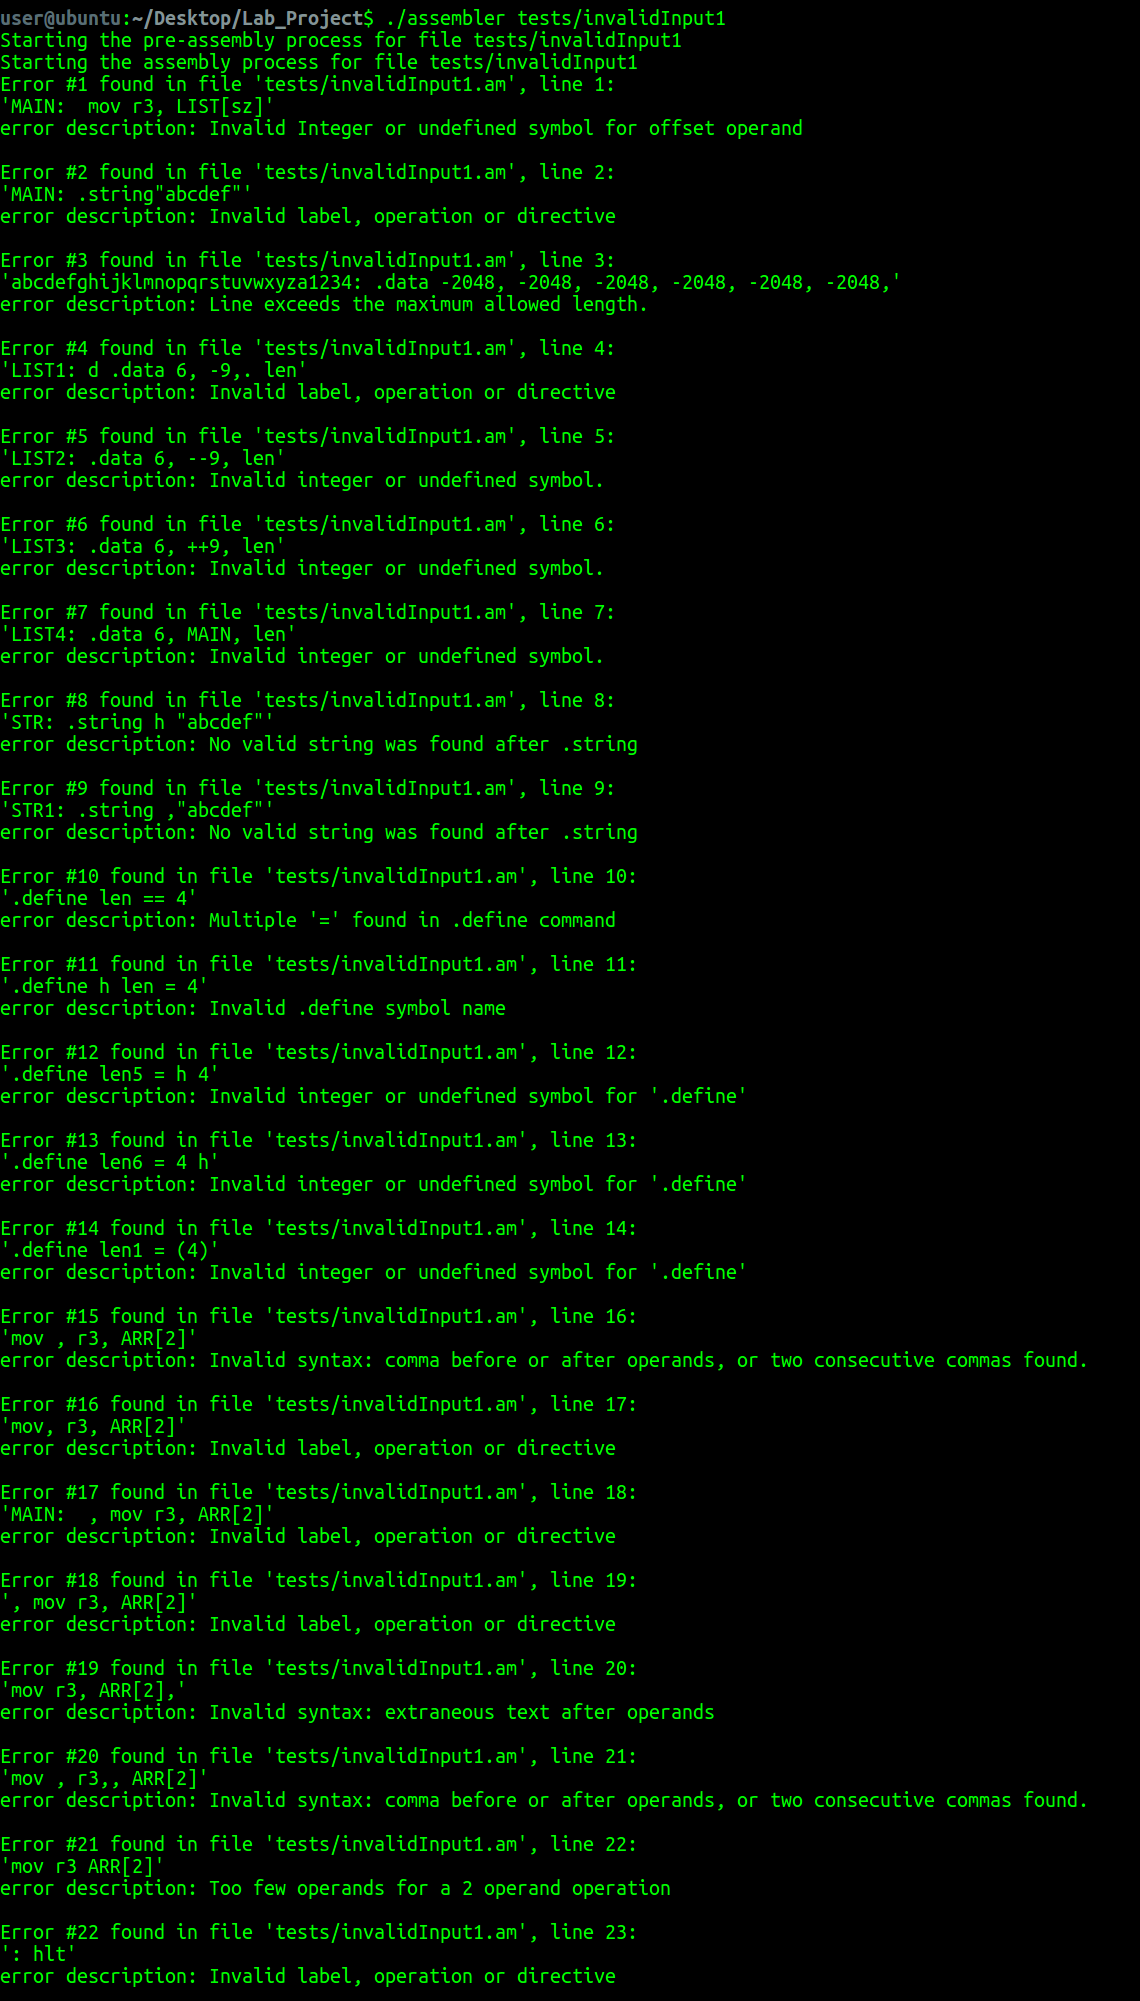 user@ubuntu:~/Desktop/Lab_Project$ ./assembler tests/invalidInput1
Starting the pre-assembly process for file tests/invalidInput1
Starting the assembly process for file tests/invalidInput1
Error #1 found in file 'tests/invalidInput1.am', line 1:
'MAIN:  mov r3, LIST[sz]'
error description: Invalid Integer or undefined symbol for offset operand

Error #2 found in file 'tests/invalidInput1.am', line 2:
'MAIN: .string"abcdef"'
error description: Invalid label, operation or directive

Error #3 found in file 'tests/invalidInput1.am', line 3:
'abcdefghijklmnopqrstuvwxyza1234: .data -2048, -2048, -2048, -2048, -2048, -2048,'
error description: Line exceeds the maximum allowed length.

Error #4 found in file 'tests/invalidInput1.am', line 4:
'LIST1: d .data 6, -9,. len'
error description: Invalid label, operation or directive

Error #5 found in file 'tests/invalidInput1.am', line 5:
'LIST2: .data 6, --9, len'
error description: Invalid integer or undefined symbol.

Error #6 found in file 'tests/invalidInput1.am', line 6:
'LIST3: .data 6, ++9, len'
error description: Invalid integer or undefined symbol.

Error #7 found in file 'tests/invalidInput1.am', line 7:
'LIST4: .data 6, MAIN, len'
error description: Invalid integer or undefined symbol.

Error #8 found in file 'tests/invalidInput1.am', line 8:
'STR: .string h "abcdef"'
error description: No valid string was found after .string

Error #9 found in file 'tests/invalidInput1.am', line 9:
'STR1: .string ,"abcdef"'
error description: No valid string was found after .string

Error #10 found in file 'tests/invalidInput1.am', line 10:
'.define len == 4'
error description: Multiple '=' found in .define command

Error #11 found in file 'tests/invalidInput1.am', line 11:
'.define h len = 4'
error description: Invalid .define symbol name

Error #12 found in file 'tests/invalidInput1.am', line 12:
'.define len5 = h 4'
error description: Invalid integer or undefined symbol for '.define'

Error #13 found in file 'tests/invalidInput1.am', line 13:
'.define len6 = 4 h'
error description: Invalid integer or undefined symbol for '.define'

Error #14 found in file 'tests/invalidInput1.am', line 14:
'.define len1 = (4)'
error description: Invalid integer or undefined symbol for '.define'

Error #15 found in file 'tests/invalidInput1.am', line 16:
'mov , r3, ARR[2]'
error description: Invalid syntax: comma before or after operands, or two consecutive commas found.

Error #16 found in file 'tests/invalidInput1.am', line 17:
'mov, r3, ARR[2]'
error description: Invalid label, operation or directive

Error #17 found in file 'tests/invalidInput1.am', line 18:
'MAIN:  , mov r3, ARR[2]'
error description: Invalid label, operation or directive

Error #18 found in file 'tests/invalidInput1.am', line 19:
', mov r3, ARR[2]'
error description: Invalid label, operation or directive

Error #19 found in file 'tests/invalidInput1.am', line 20:
'mov r3, ARR[2],'
error description: Invalid syntax: extraneous text after operands

Error #20 found in file 'tests/invalidInput1.am', line 21:
'mov , r3,, ARR[2]'
error description: Invalid syntax: comma before or after operands, or two consecutive commas found.

Error #21 found in file 'tests/invalidInput1.am', line 22:
'mov r3 ARR[2]'
error description: Too few operands for a 2 operand operation

Error #22 found in file 'tests/invalidInput1.am', line 23:
': hlt'
error description: Invalid label, operation or directive